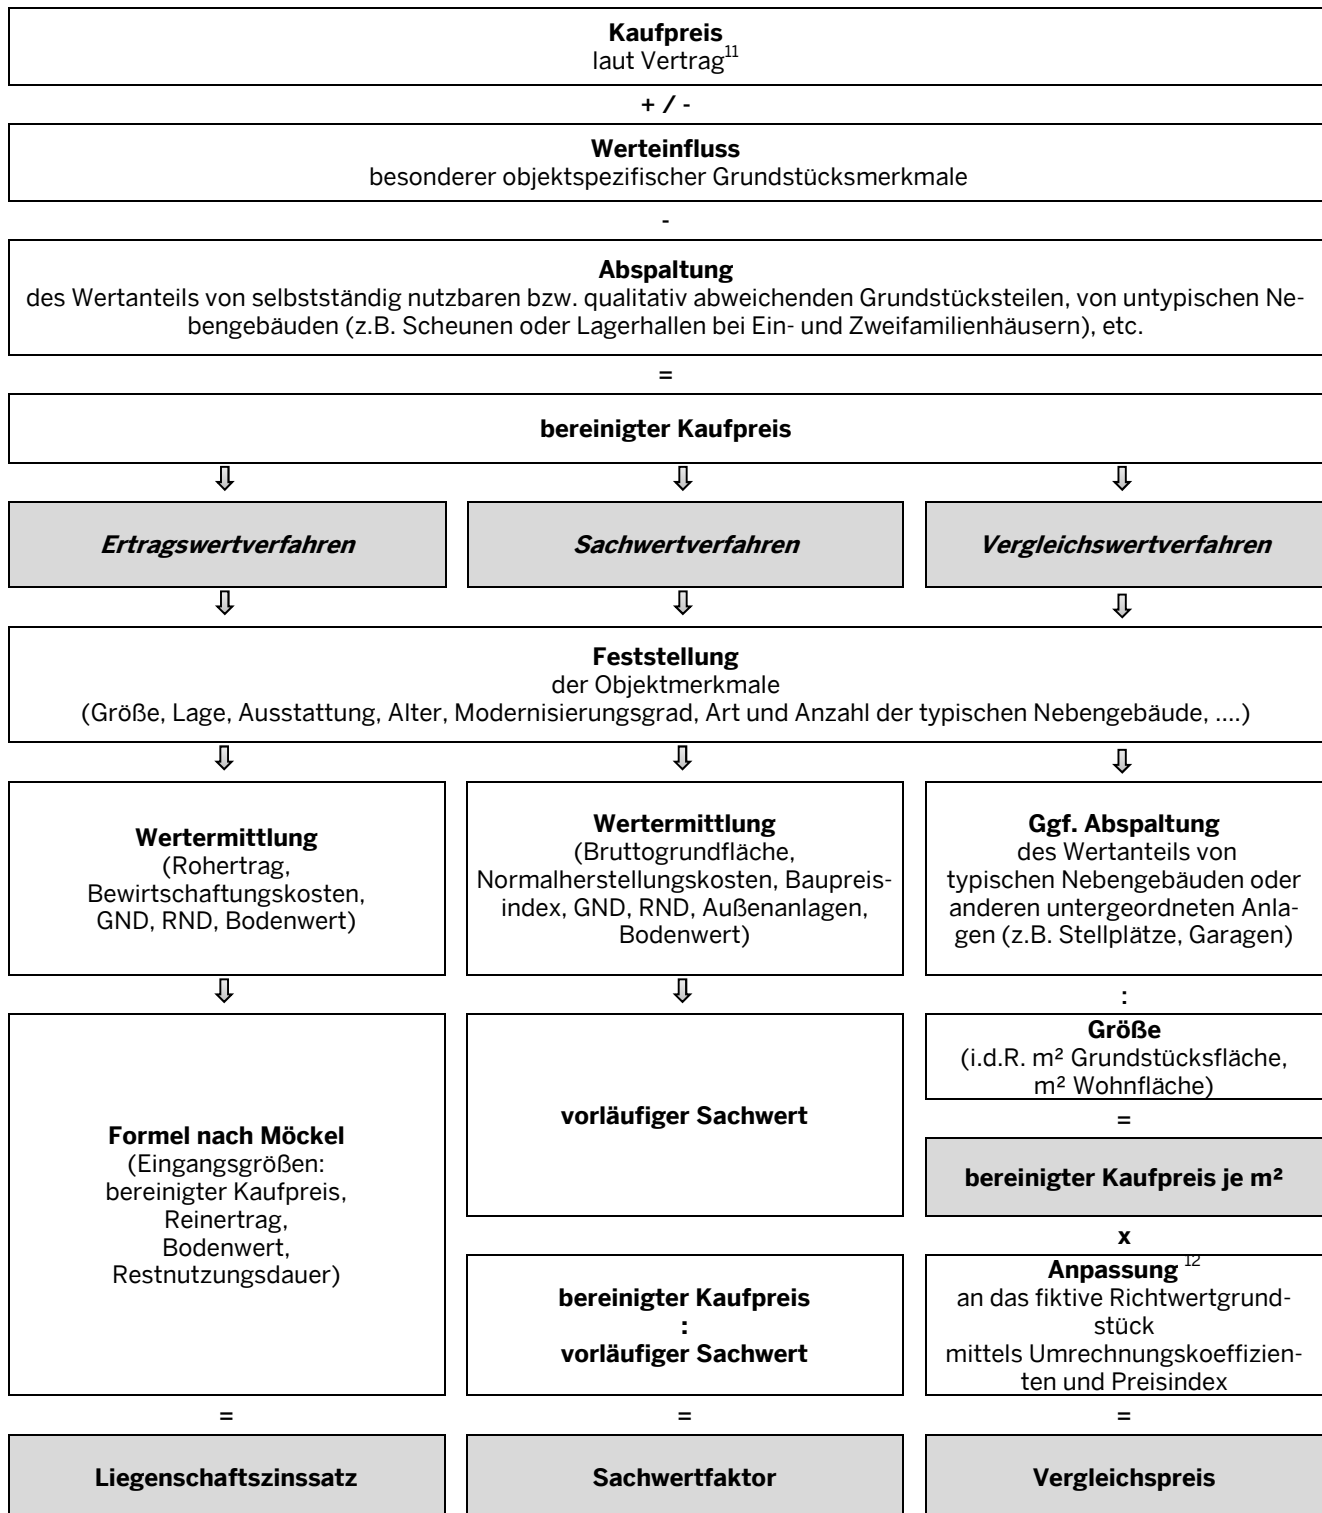 Kaufpreis
laut Vertrag11
+ / -
Werteinfluss
besonderer objektspezifischer Grundstücksmerkmale
-
Abspaltung
des Wertanteils von selbstständig nutzbaren bzw. qualitativ abweichenden Grundstücksteilen, von untypischen Ne-
bengebäuden (z.B. Scheunen oder Lagerhallen bei Ein- und Zweifamilienhäusern), etc.
=
bereinigter Kaufpreis
Ertragswertverfahren
Sachwertverfahren
Vergleichswertverfahren
Feststellung
der Objektmerkmale
(Größe, Lage, Ausstattung, Alter, Modernisierungsgrad, Art und Anzahl der typischen Nebengebäude, ....)
Wertermittlung
(Rohertrag,
Bewirtschaftungskosten,
GND, RND, Bodenwert)
Wertermittlung
(Bruttogrundfläche,
Normalherstellungskosten, Baupreis-
index, GND, RND, Außenanlagen,
Bodenwert)
Ggf. Abspaltung
des Wertanteils von
typischen Nebengebäuden oder
anderen untergeordneten Anla-
gen (z.B. Stellplätze, Garagen)
:
Größe
(i.d.R. m² Grundstücksfläche,
m² Wohnfläche)
=
bereinigter Kaufpreis je m²
x
Anpassung 12
an das fiktive Richtwertgrund-
stück
mittels Umrechnungskoeffizien-
ten und Preisindex
Formel nach Möckel
(Eingangsgrößen:
bereinigter Kaufpreis,
Reinertrag,
Bodenwert,
Restnutzungsdauer)
vorläufiger Sachwert
bereinigter Kaufpreis
:
vorläufiger Sachwert
=
=
=
Liegenschaftszinssatz
Sachwertfaktor
Vergleichspreis